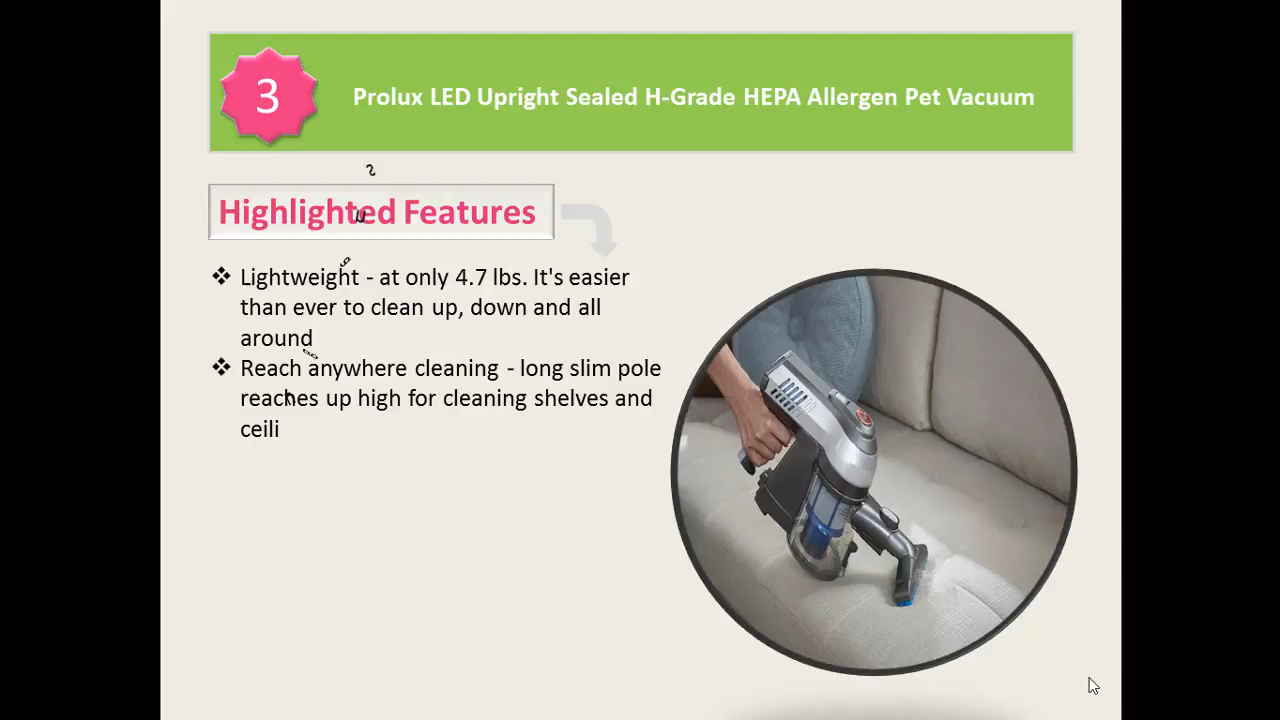 3
Prolux LED Upright Sealed H-Grade HEPA Allergen Pet Vacuum
Highlighted Features
Lightweight - at only 4.7 lbs. It's easier
than ever to clean up, down and all
around
Reach anywhere cleaning - long slim pole
reaches up high for cleaning shelves and
ceili